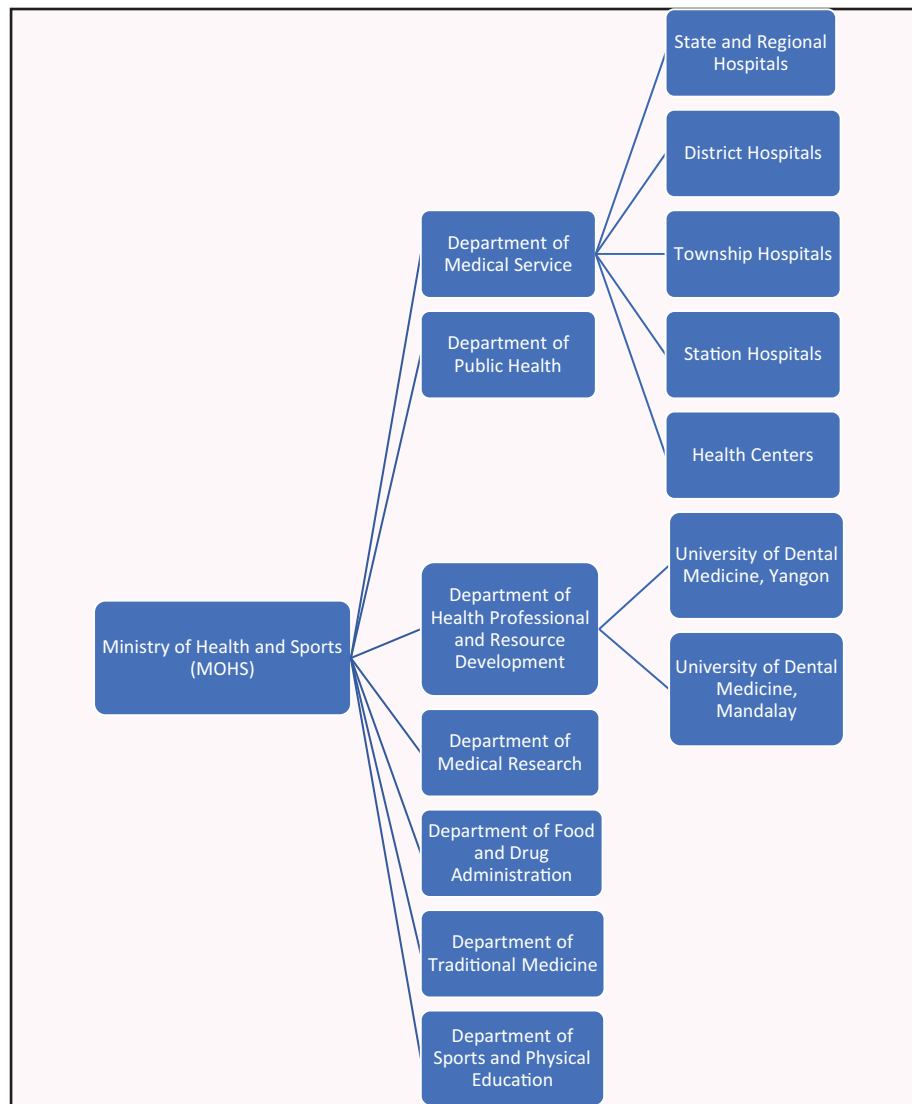 Ministry of Health and Sports
(MOHS)
Department of
Medical Service
State and Regional
Hospitals
District Hospitals
Township Hospitals
Station Hospitals
Health Centers
Department of
Public Health
Department of
Health Professional
and Resource
Development
University of Dental
Medicine, Yangon
University of Dental
Medicine,
Mandalay
Department of
Medical Research
Department of Food
and Drug
Administration
Department of
Traditional Medicine
Department of
Sports and Physical
Education